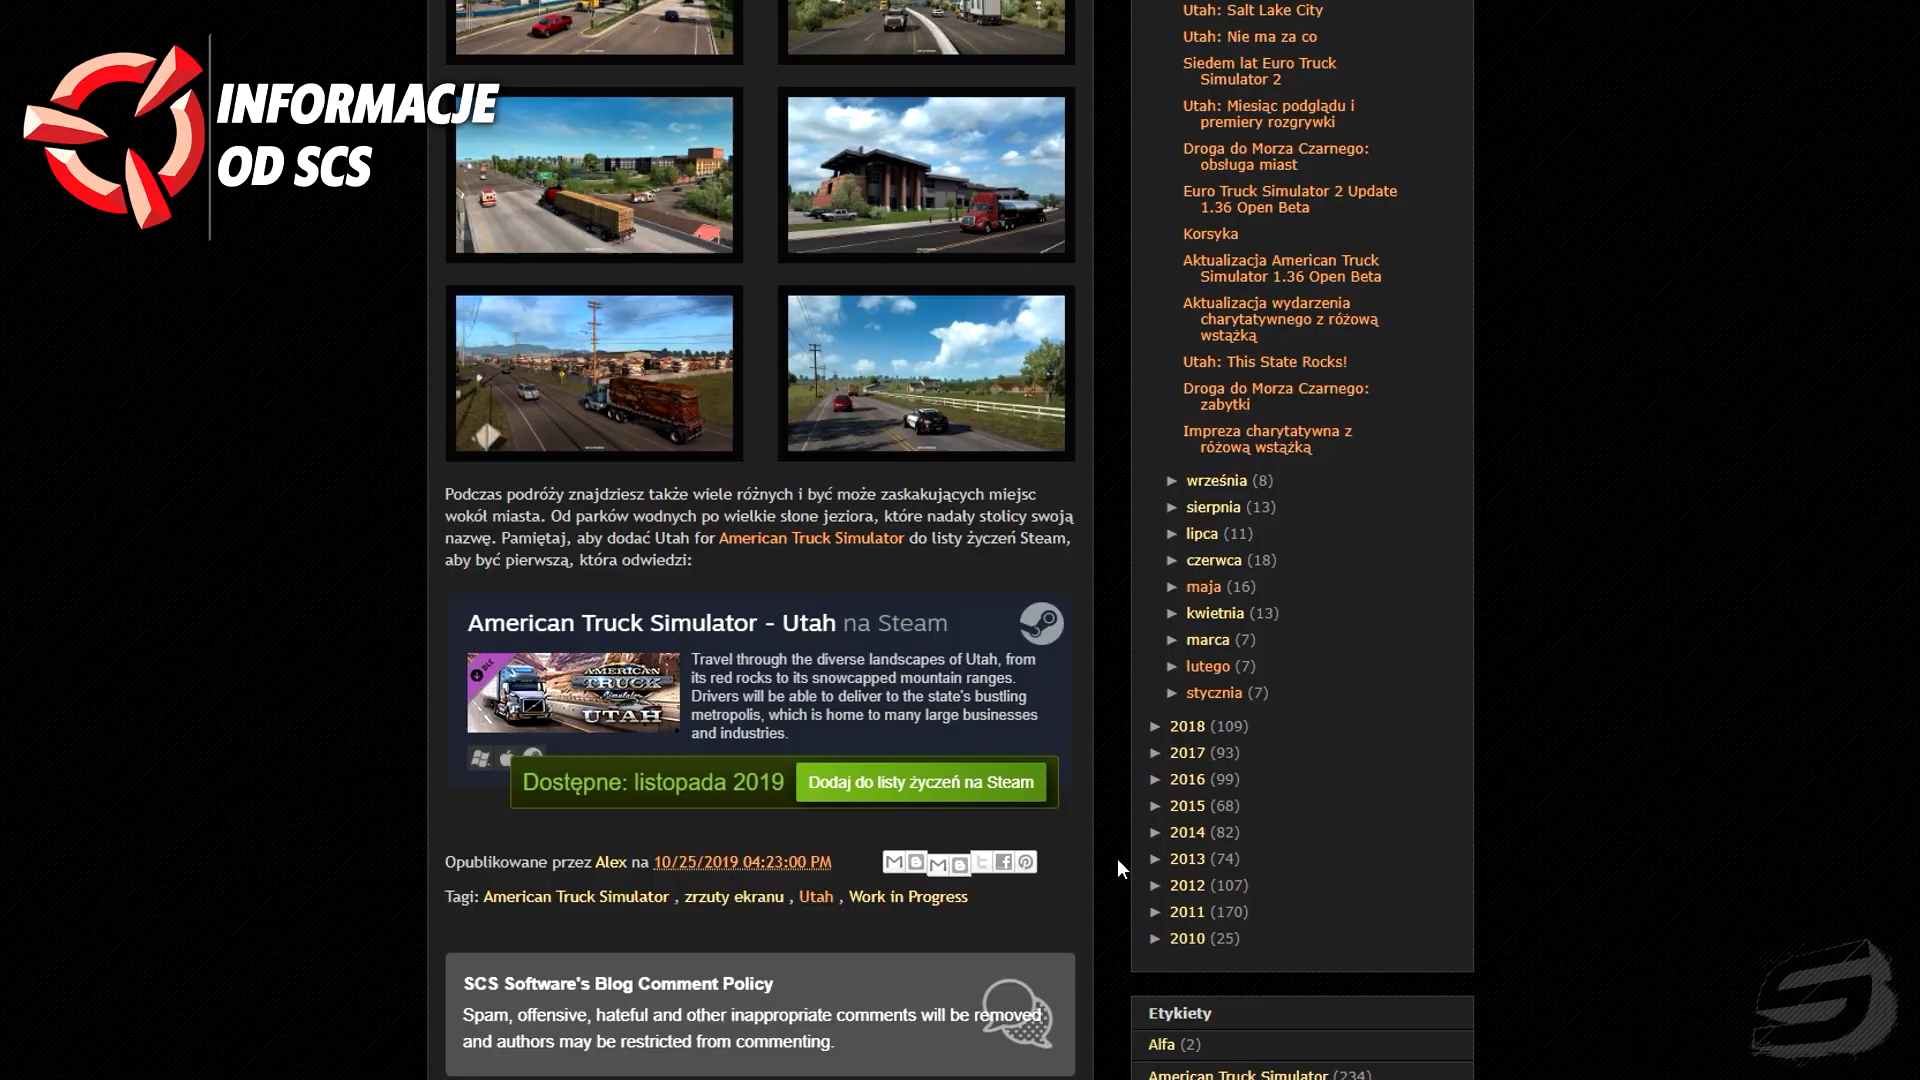 INFORMACJE
OD SCS
Podczas podróży znajdziesz także wiele różnych i być może zaskakujących miejsc
wokół miasta. Od parków wodnych po wielkie słone jeziora, które nadały stolicy swoją
nazwę. Pamiętaj, aby dodać Utah for American Truck Simulator do listy życzeń Steam,
aby być pierwszą, która odwiedzi:
American Truck Simulator - Utah na Steam
DLC
AMERICAN
TRUCK
Simulator
UTAH
Travel through the diverse landscapes of Utah, from
its red rocks to its snowcapped mountain ranges.
Drivers will be able to deliver to the state's bustling
metropolis, which is home to many large businesses
and industries.
Dostępne: listopada 2019
Dodaj do listy życzeń na Steam
Opublikowane przez Alex na 10/25/2019 04:23:00 PM
Tagi: American Truck Simulator , zrzuty ekranu , Utah , Work in Progress
SCS Software's Blog Comment Policy
Spam, offensive, hateful and other inappropriate comments will be removed
and authors may be restricted from commenting.
Utah: Salt Lake City
Utah: Nie ma za co
Siedem lat Euro Truck
Simulator 2
Utah: Miesiąc podglądu i
premiery rozgrywki
Droga do Morza Czarnego:
obsługa miast
Euro Truck Simulator 2 Update
1.36 Open Beta
Korsyka
Aktualizacja American Truck
Simulator 1.36 Open Beta
Aktualizacja wydarzenia
charytatywnego z różową
wstążką
Utah: This State Rocks!
Droga do Morza Czarnego:
zabytki
Impreza charytatywna z
różową wstążką
► września (8)
► sierpnia (13)
► lipca (11)
► czerwca (18)
► maja (16)
► kwietnia (13)
► marca (7)
► lutego (7)
► stycznia (7)
► 2018 (109)
► 2017 (93)
► 2016 (99)
► 2015 (68)
► 2014 (82)
► 2013 (74)
► 2012 (107)
► 2011 (170)
► 2010 (25)
Etykiety
Alfa (2)
American Truck Simulator (234)